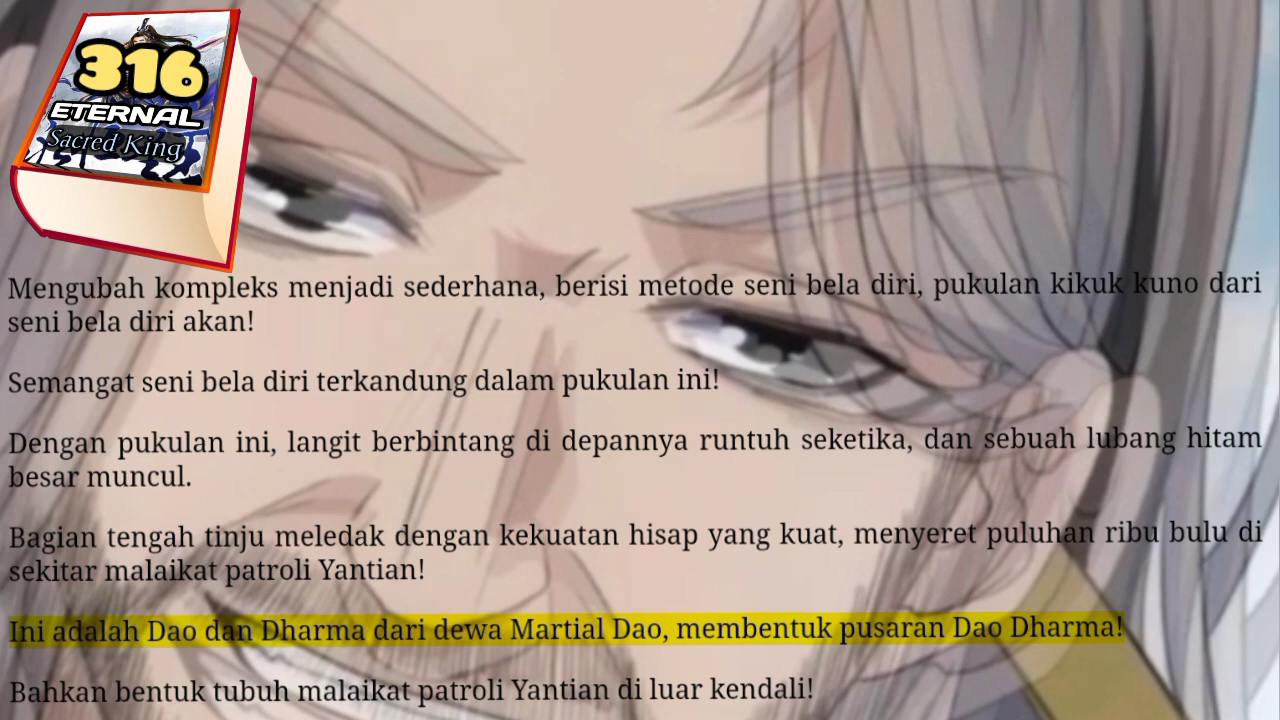 316
ETERNAL
Sacred King
Mengubah kompleks menjadi sederhana, berisi metode seni bela diri, pukulan kikuk kuno dari
seni bela diri akan!
Semangat seni bela diri terkandung dalam pukulan ini!
Dengan pukulan ini, langit berbintang di depannya runtuh seketika, dan sebuah lubang hitam
besar muncul.
Bagian tengah tinju meledak dengan kekuatan hisap yang kuat, menyeret puluhan ribu bulu di
sekitar malaikat patroli Yantian!
Ini adalah Dao dan Dharma dari dewa Martial Dao, membentuk pusaran Dao Dharma!
Bahkan bentuk tubuh malaikat patroli Yantian di luar kendali!